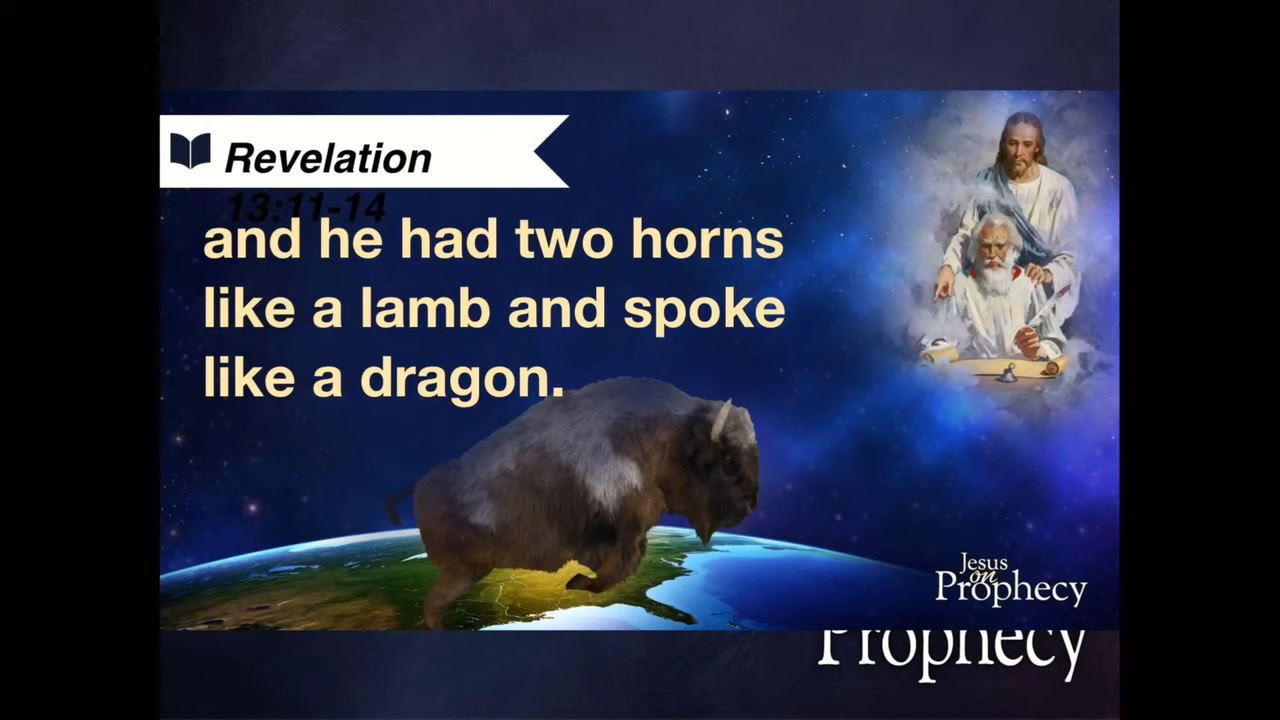 Revelation
13:11-14
and he had two horns
like a lamb and spoke
like a dragon.
Jesus
on
Prophecy
Prophecy